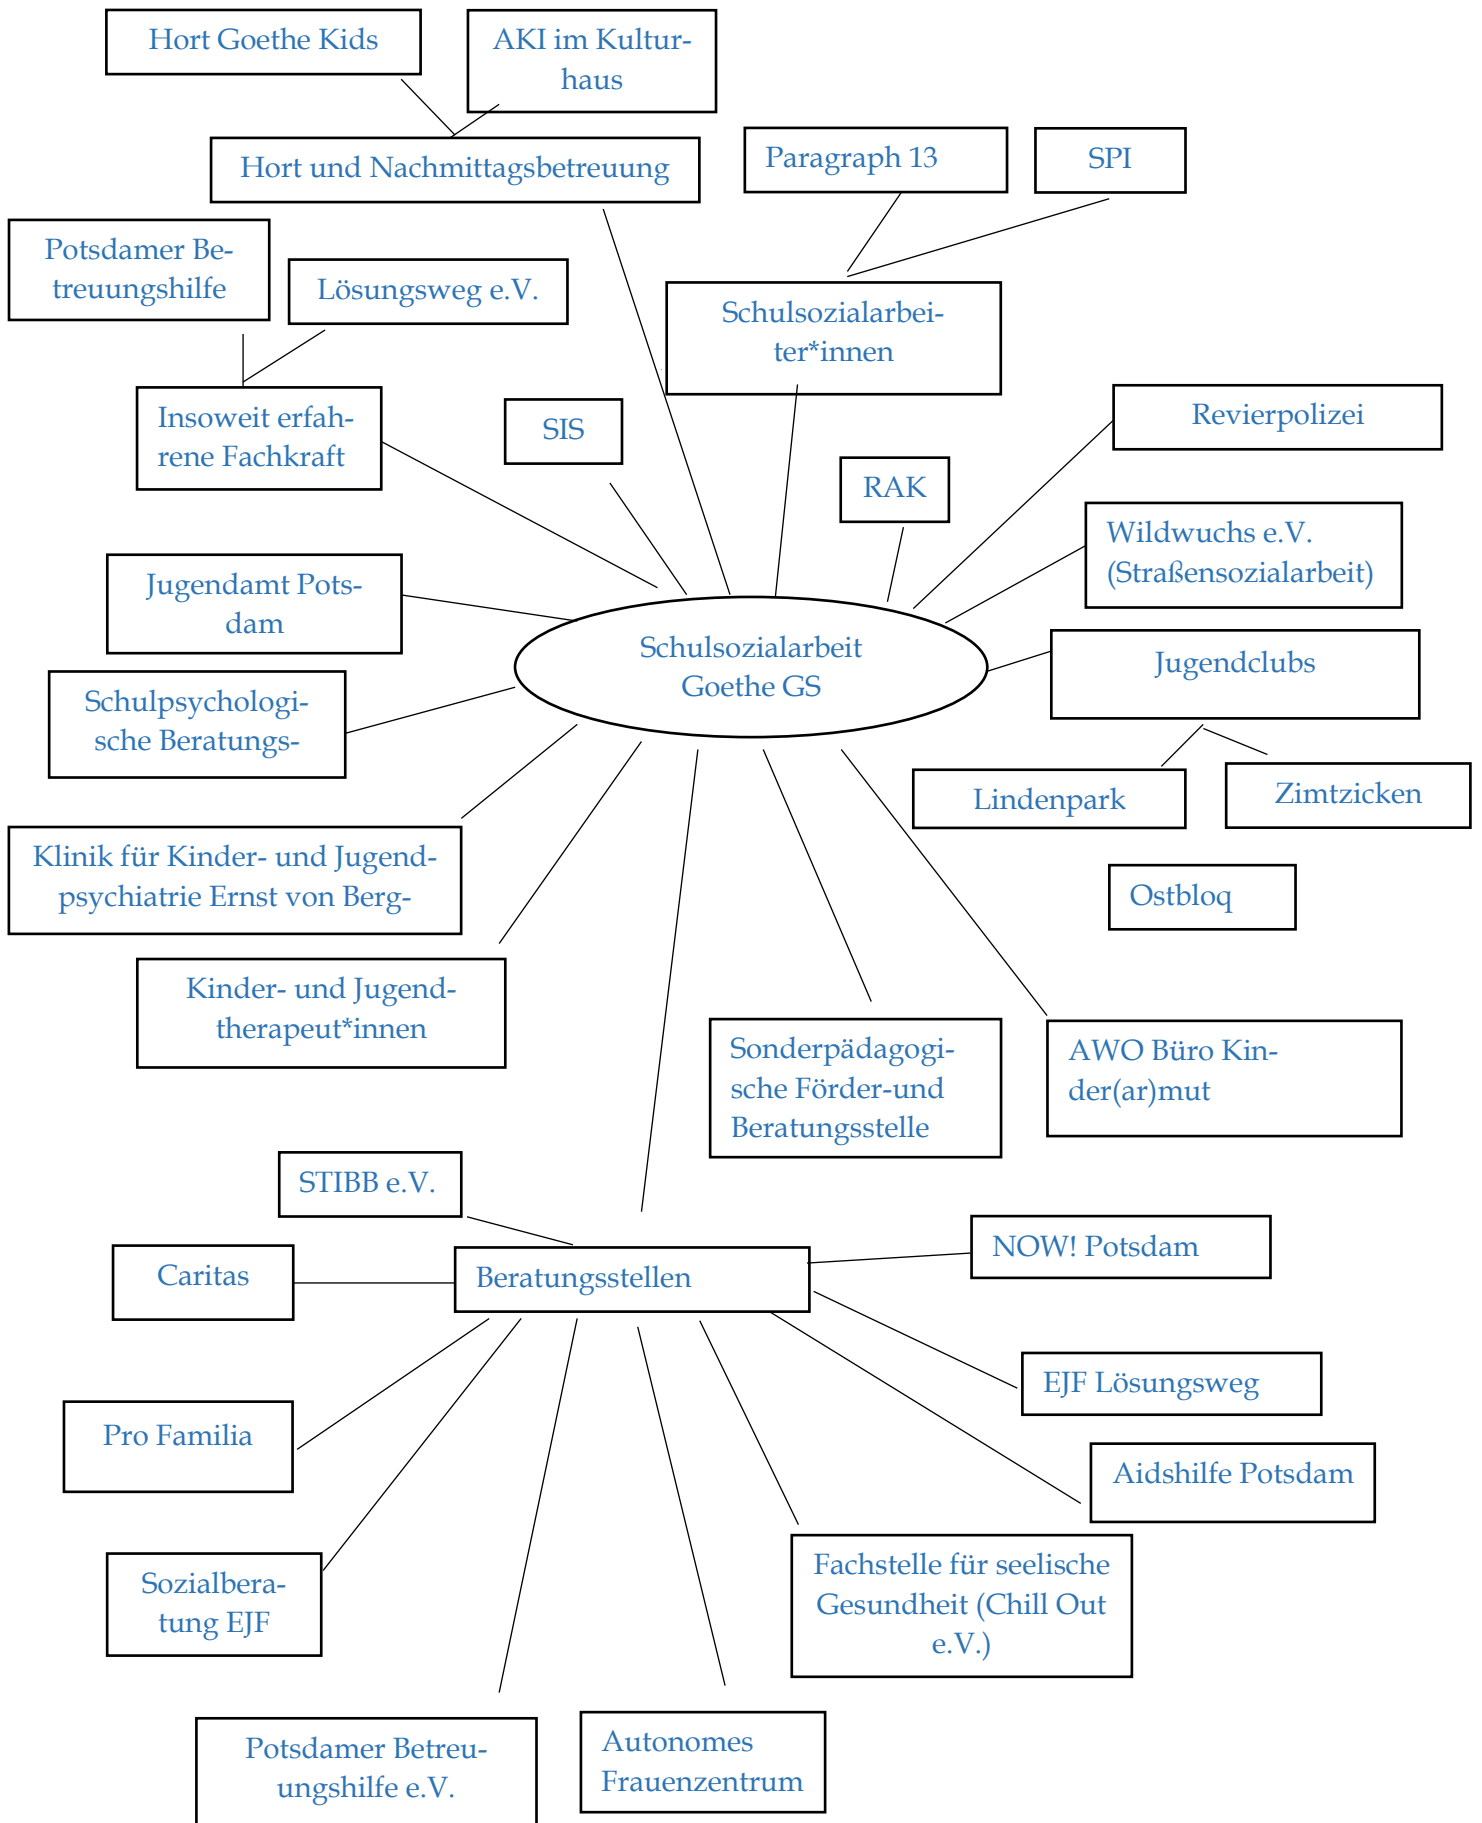 Hort Goethe Kids
AKI im Kultur-
haus
Hort und Nachmittagsbetreuung
Paragraph 13
SPI
Potsdamer Be-
treuungshilfe
Lösungsweg e.V.
Schulsozialarbei-
ter*innen
Insoweit erfah-
rene Fachkraft
SIS
Revierpolizei
RAK
Wildwuchs e.V.
(Straßensozialarbeit)
Jugendamt Pots-
dam
Schulsozialarbeit
Goethe GS
Jugendclubs
Schulpsychologi-
sche Beratungs-
Lindenpark
Zimtzicken
Klinik für Kinder- und Jugend-
psychiatrie Ernst von Berg-
Ostbloq
Kinder- und Jugend-
therapeut*innen
Sonderpädagogi-
sche Förder-und
Beratungsstelle
AWO Büro Kin-
der(ar)mut
STIBB e.V.
NOW! Potsdam
Caritas
Beratungsstellen
EJF Lösungsweg
Pro Familia
Aidshilfe Potsdam
Sozialbera-
tung EJF
Fachstelle für seelische
Gesundheit (Chill Out
e.V.)
Potsdamer Betreu-
ungshilfe e.V.
Autonomes
Frauenzentrum